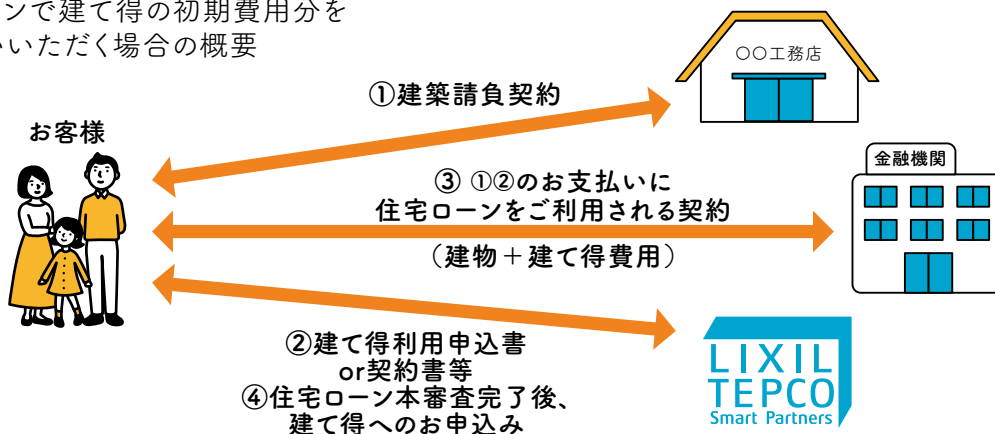 ンで建て得の初期費用分を
いただく場合の概要
〇〇工務店
①建築請負契約
お客様
金融機関
③ ①②のお支払いに
住宅ローンをご利用される契約
（建物＋建て得費用）
②建て得利用申込書
or契約書等
④住宅ローン本審査完了後、
建て得へのお申込み
LIXIL
TEPCO
Smart Partners